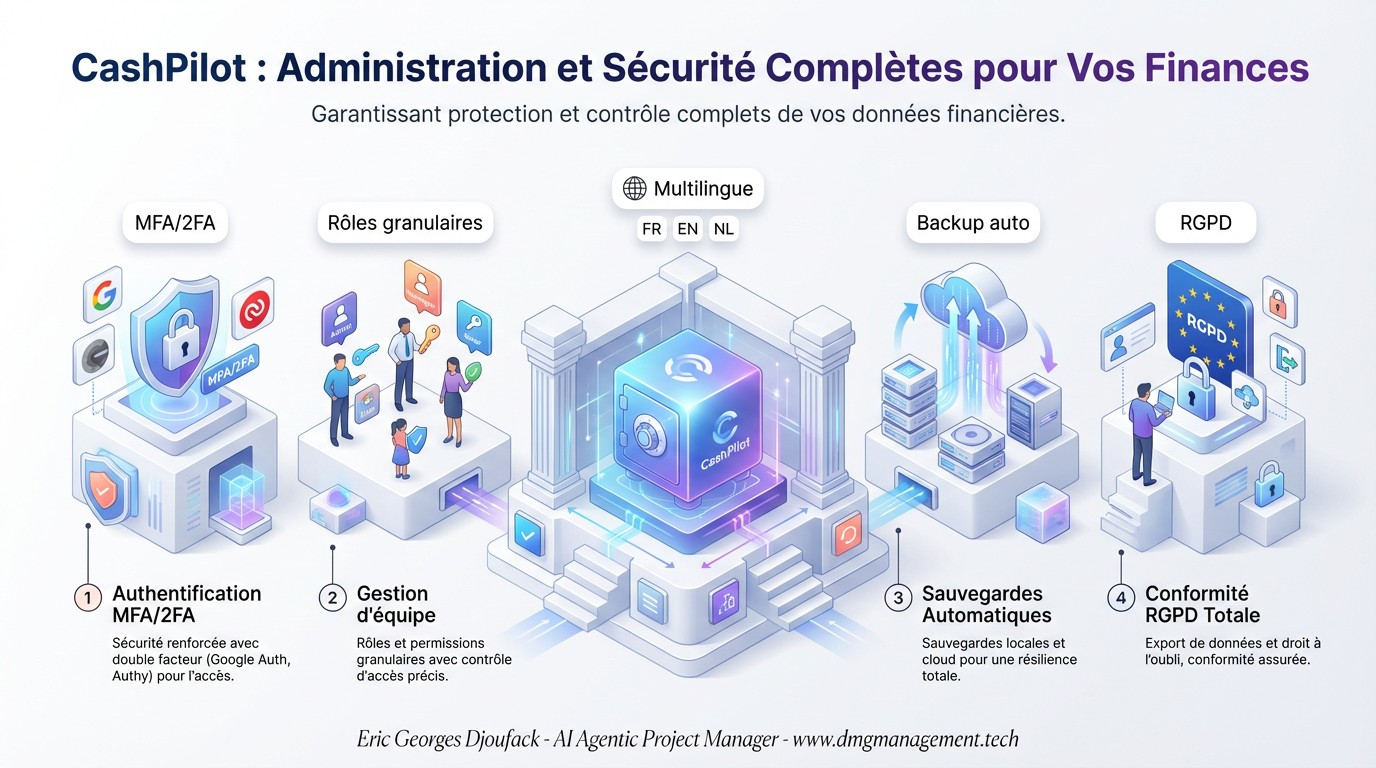 CashPilot : Administration et Sécurité Complètes pour Vos Finances
Garantissant protection et contrôle complets de vos données financières.
MFA/2FA
Rôles granulaires
Multilingue
FR EN NL
Backup auto
RGPD
MFA/2FA
CashPilot
RGPD
1
Authentification
MFA/2FA
Sécurité renforcée avec
double facteur (Google Auth,
Authy) pour l'accès.
2
Gestion
d'équipe
Rôles et permissions
granulaires avec contrôle
d'accès précis.
3
Sauvegardes
Automatiques
Sauvegardes locales et
cloud pour une résilience
totale.
4
Conformité
RGPD Totale
Export de données et droit à
l'oubli, conformité assurée.
Eric Georges Djoufack - AI Agentic Project Manager - www.dmgmanagement.tech